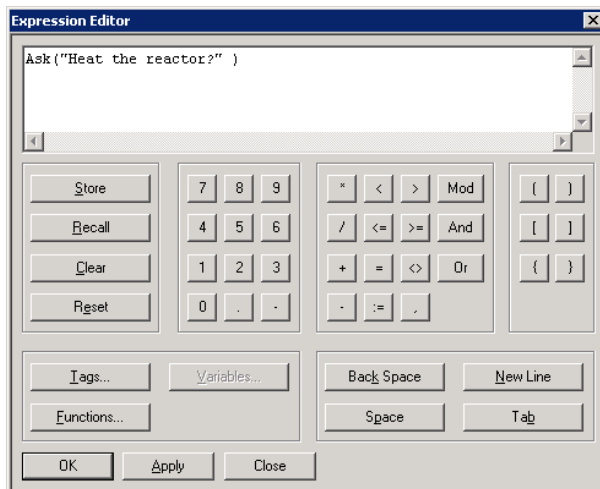 Expression Editor
Ask("Heat the reactor?" )
Store 7 8 9 * < > Mod ( )
Recall 4 5 6 / <= >= And [ ]
Clear 1 2 3 + = <> Or { }
Reset 0 . - - := ,
Tags... Variables... Back Space New Line
Functions... Space Tab
OK Apply Close